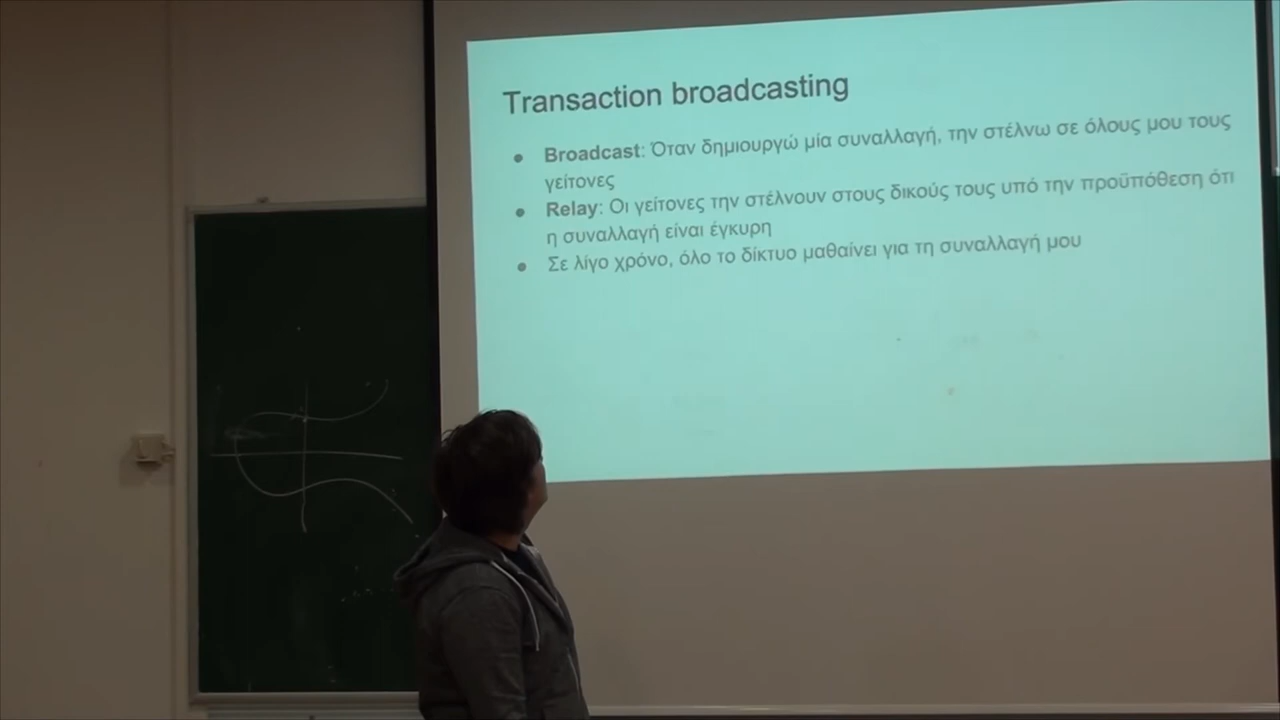 Transaction broadcasting
● Broadcast: Όταν δημιουργώ μία συναλλαγή, την στέλνω σε όλους μου τους
γείτονες
● Relay: Οι γείτονες την στέλνουν στους δικούς τους υπό την προϋπόθεση ότι
η συναλλαγή είναι έγκυρη
● Σε λίγο χρόνο, όλο το δίκτυο μαθαίνει για τη συναλλαγή μου